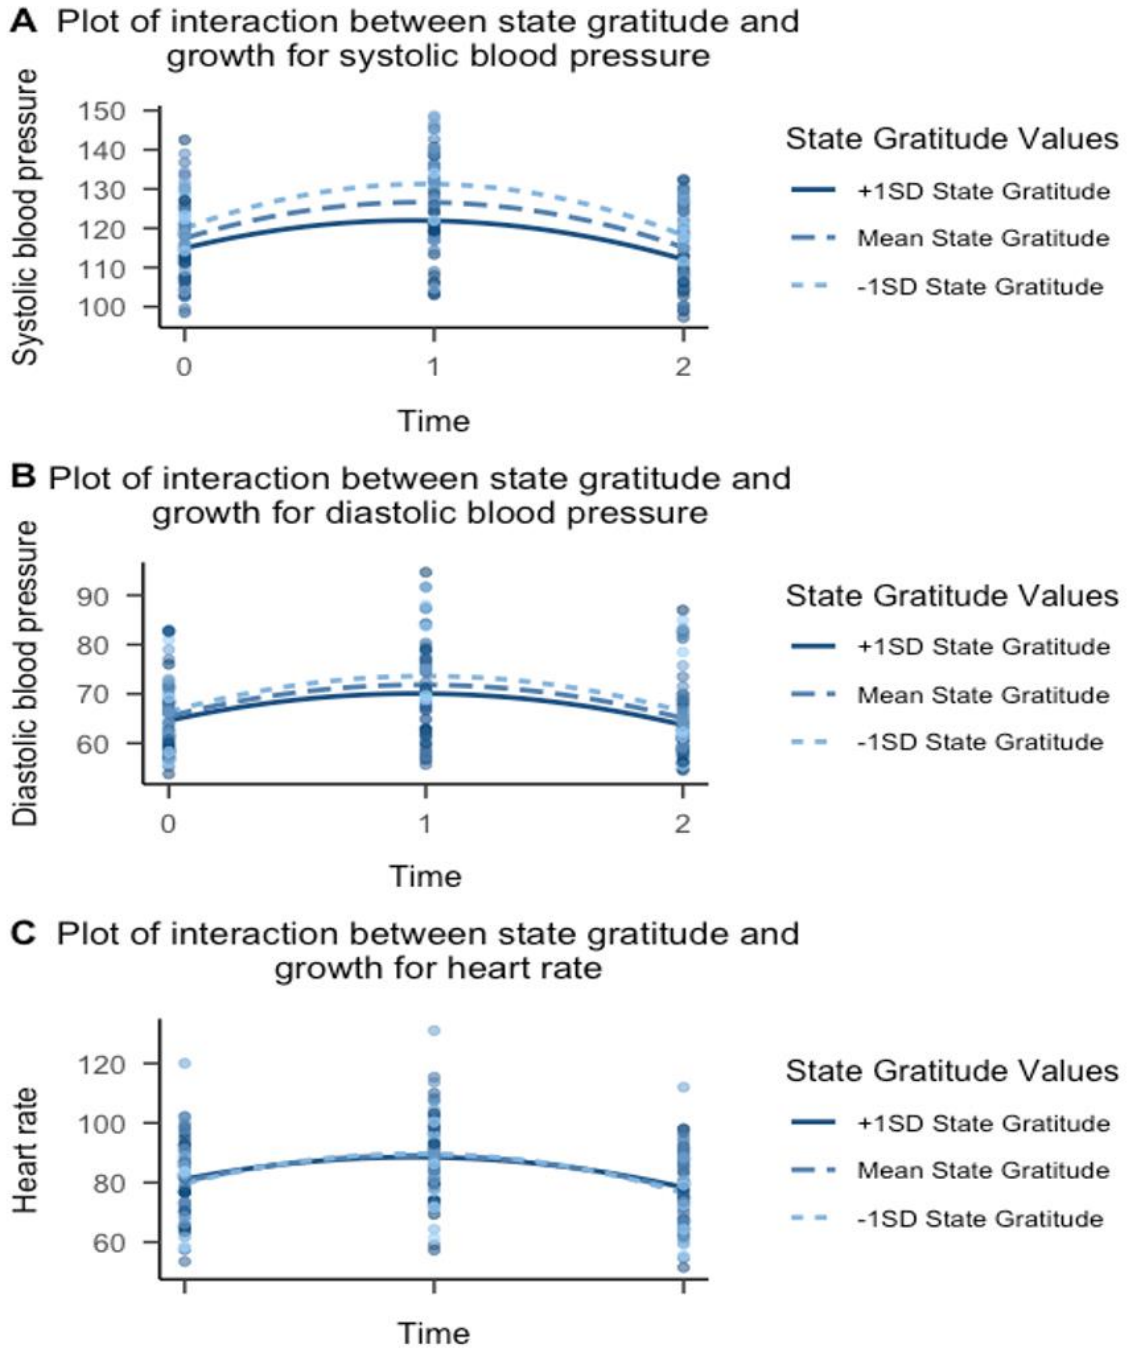 A Plot of interaction between state gratitude and
growth for systolic blood pressure
Systolic blood pressure
150
140
130
120
110
100
0 1 2
Time
State Gratitude Values
+1SD State Gratitude
Mean State Gratitude
-1SD State Gratitude
B Plot of interaction between state gratitude and
growth for diastolic blood pressure
Diastolic blood pressure
90
80
70
60
0 1 2
Time
State Gratitude Values
+1SD State Gratitude
Mean State Gratitude
-1SD State Gratitude
C Plot of interaction between state gratitude and
growth for heart rate
Heart rate
120
100
80
60
Time
State Gratitude Values
+1SD State Gratitude
Mean State Gratitude
-1SD State Gratitude